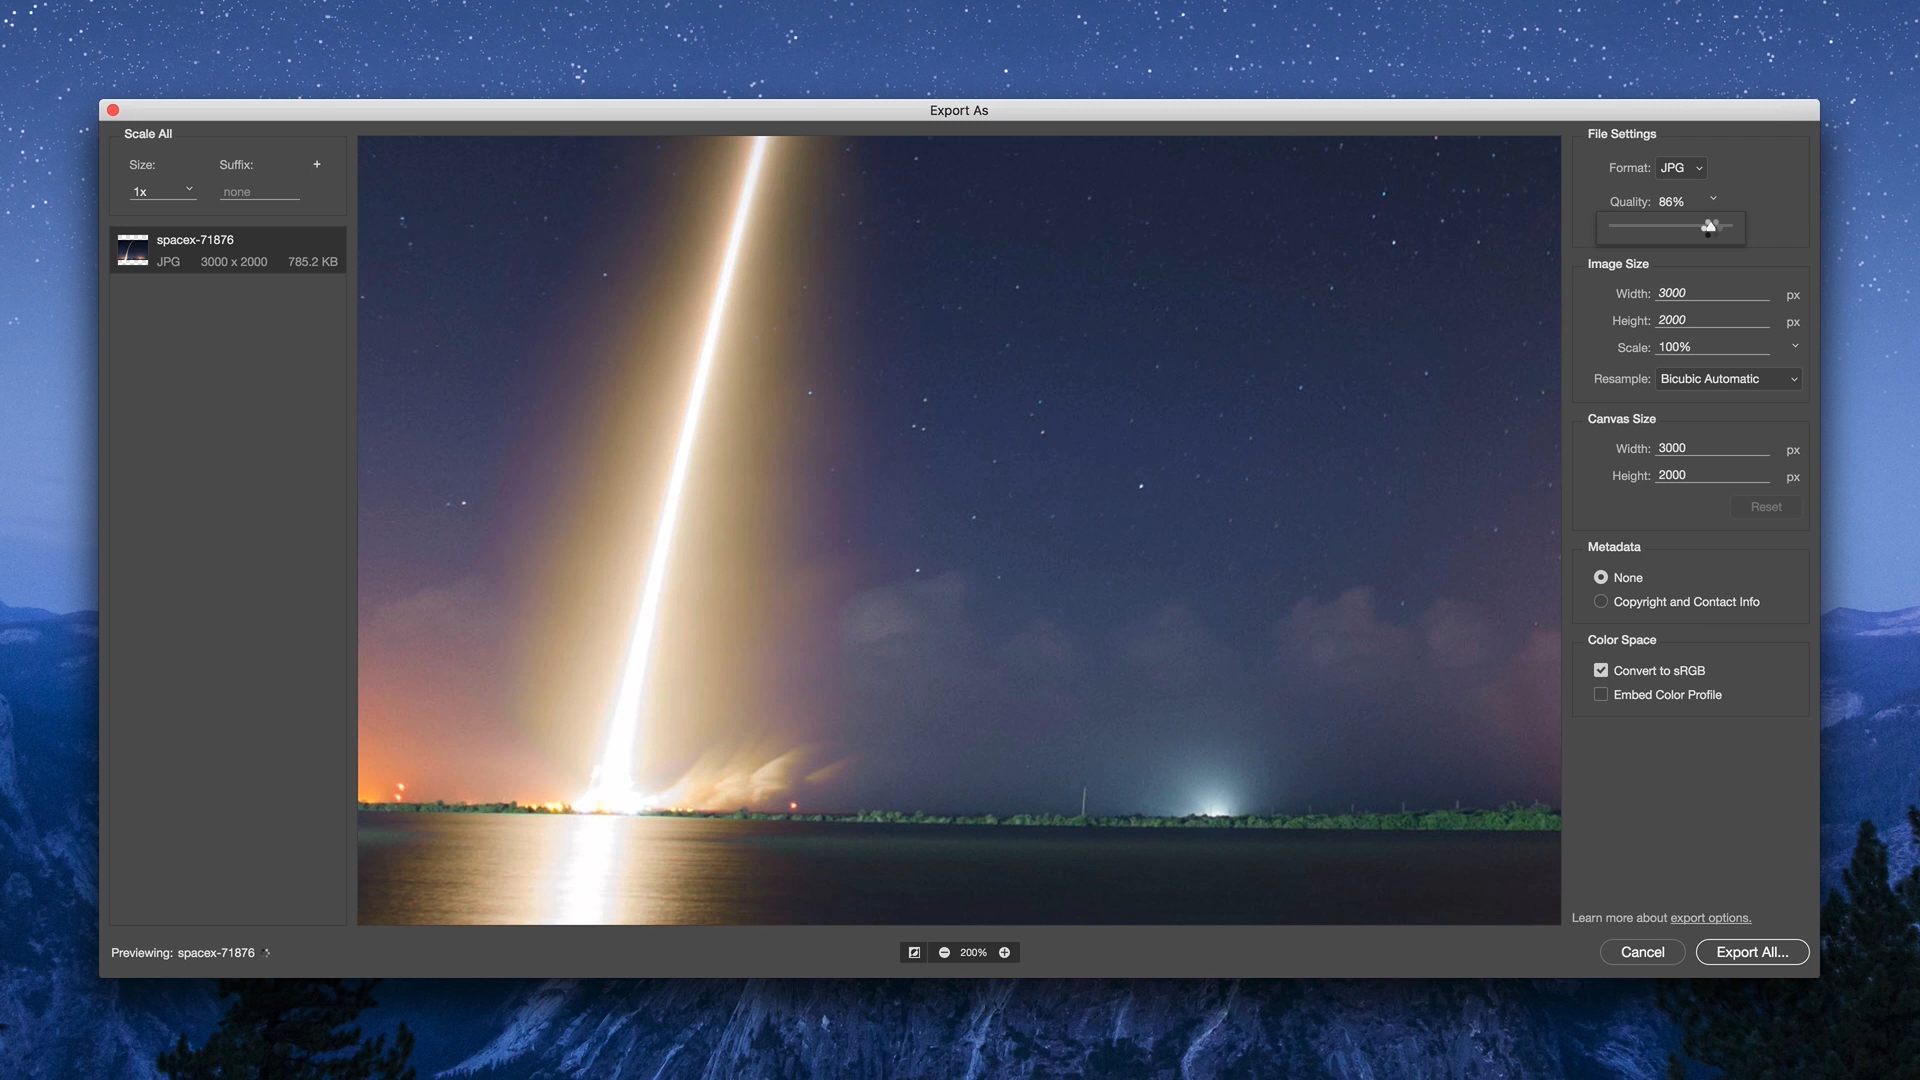 Export As
Scale All
Size:
Suffix:
+
1x
none
spacex-71876
JPG 3000 x 2000 785.2 KB
File Settings
Format: JPG
Quality: 86%
Image Size
Width: 3000 px
Height: 2000 px
Scale: 100%
Resample: Bicubic Automatic
Canvas Size
Width: 3000 px
Height: 2000 px
Reset
Metadata
None
Copyright and Contact Info
Color Space
Convert to sRGB
Embed Color Profile
Learn more about export options.
Previewing: spacex-71876
200%
Cancel
Export All...